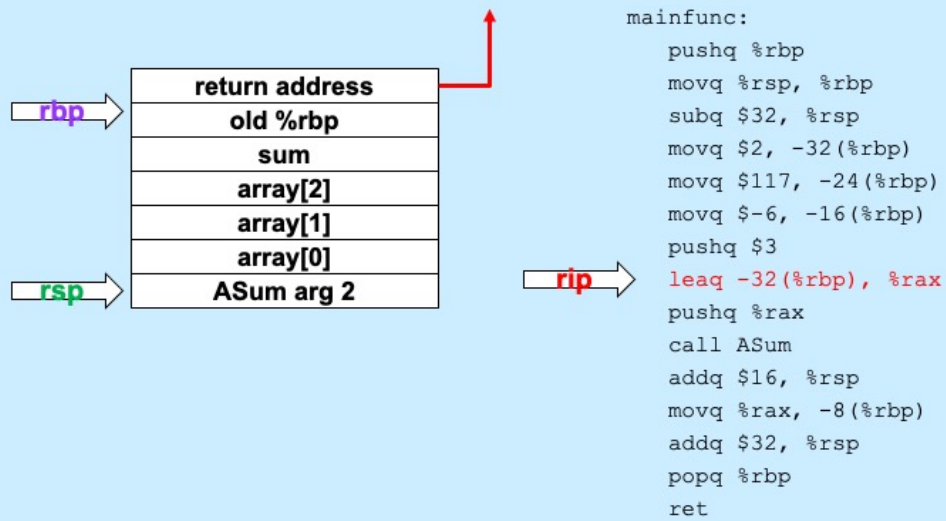 return address
rbp
old %rbp
sum
array[2]
array[1]
array[0]
rsp
ASum arg 2
mainfunc:
pushq %rbp
movq %rsp, %rbp
subq $32, %rsp
movq $2, -32(%rbp)
movq $117, -24(%rbp)
movq $-6, -16(%rbp)
pushq $3
rip
leaq -32(%rbp), %rax
pushq %rax
call ASum
addq $16, %rsp
movq %rax, -8(%rbp)
addq $32, %rsp
popq %rbp
ret